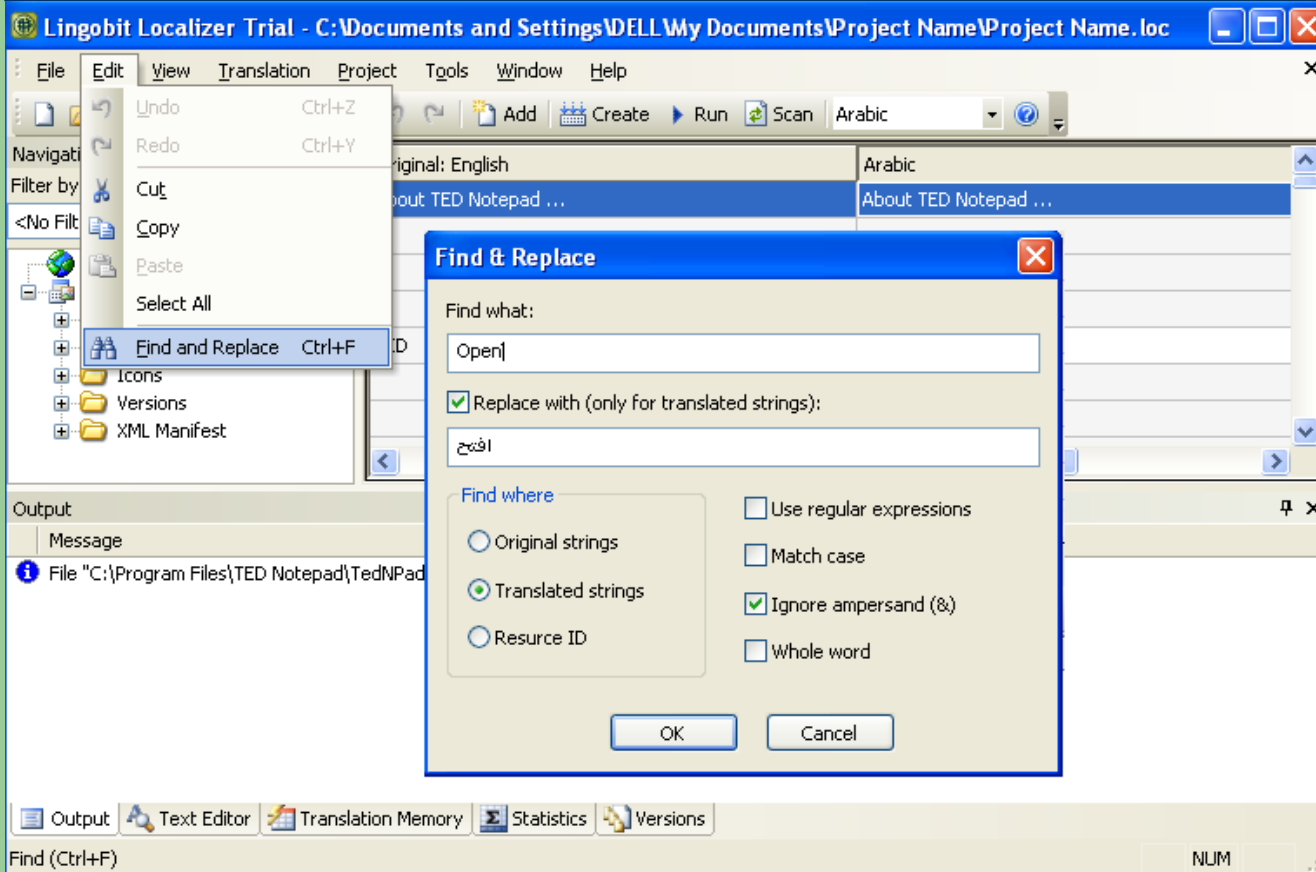 Lingobit Localizer Trial - C:\Documents and Settings\DELL\My Documents\Project Name\Project Name.loc
File Edit View Translation Project Tools Window Help
Add Create Run Scan Arabic
Undo Ctrl+Z
Redo Ctrl+Y
Cut
Copy
Paste
Select All
Find and Replace Ctrl+F
Filter by
<No Filt
Icons
Versions
XML Manifest
English
Arabic
TED Notepad ...
About TED Notepad ...
Find & Replace
Find what:
Open
Replace with (only for translated strings):
افتح
Find where
Original strings
Translated strings
Resurce ID
Use regular expressions
Match case
Ignore ampersand (&)
Whole word
OK Cancel
Output
Message
File "C:\Program Files\TED Notepad\TedNPad
Output Text Editor Translation Memory Statistics Versions
Find (Ctrl+F)
NUM